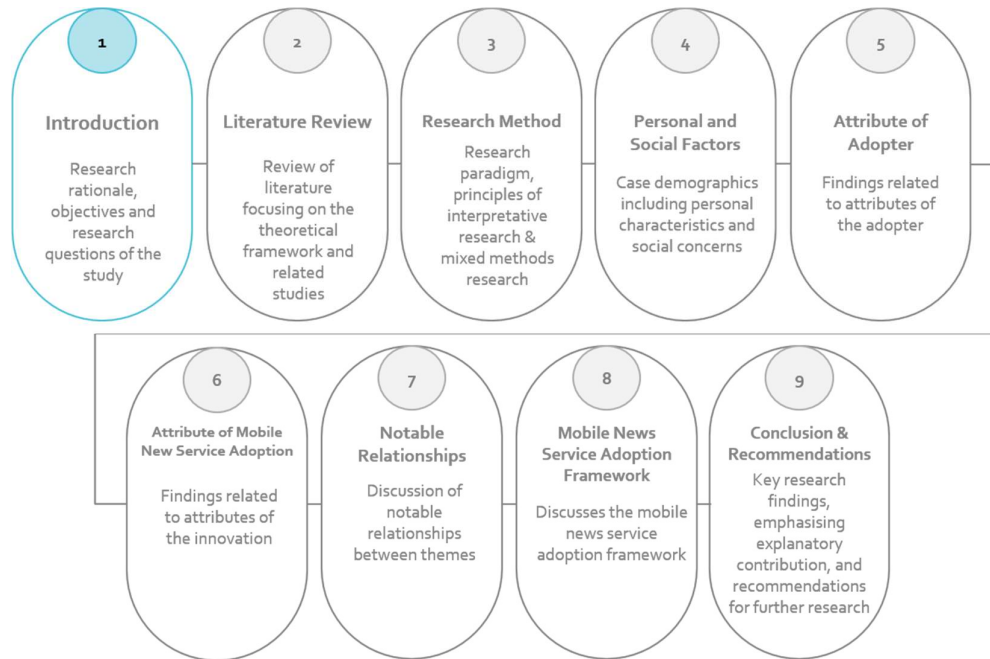 1
Introduction
Research
rationale,
objectives and
research
questions of the
study
2
Literature Review
Review of
literature
focusing on the
theoretical
framework and
related
studies
3
Research Method
Research
paradigm,
principles of
interpretative
research &
mixed methods
research
4
Personal and
Social Factors
Case demographics
including personal
characteristics and
social concerns
5
Attribute of
Adopter
Findings related
to attributes of
the adopter
6
Attribute of Mobile
New Service Adoption
Findings related
to attributes of
the innovation
7
Notable
Relationships
Discussion of
notable
relationships
between themes
8
Mobile News
Service Adoption
Framework
Discusses the mobile
news service
adoption framework
9
Conclusion &
Recommendations
Key research
findings,
emphasising
explanatory
contribution, and
recommendations
for further research